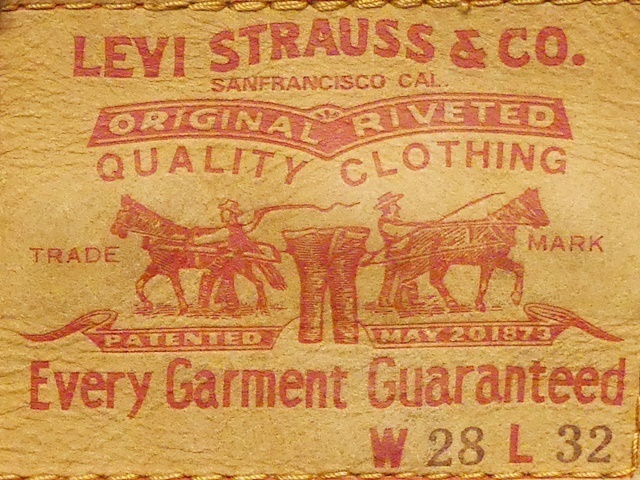 LEVI STRAUSS & CO.
SANFRANCISCO CAL.
ORIGINAL RIVETED
QUALITY CLOTHING
TRADE MARK
PATENTED MAY 20 1873
Every Garment Guaranteed
W 28 L 32